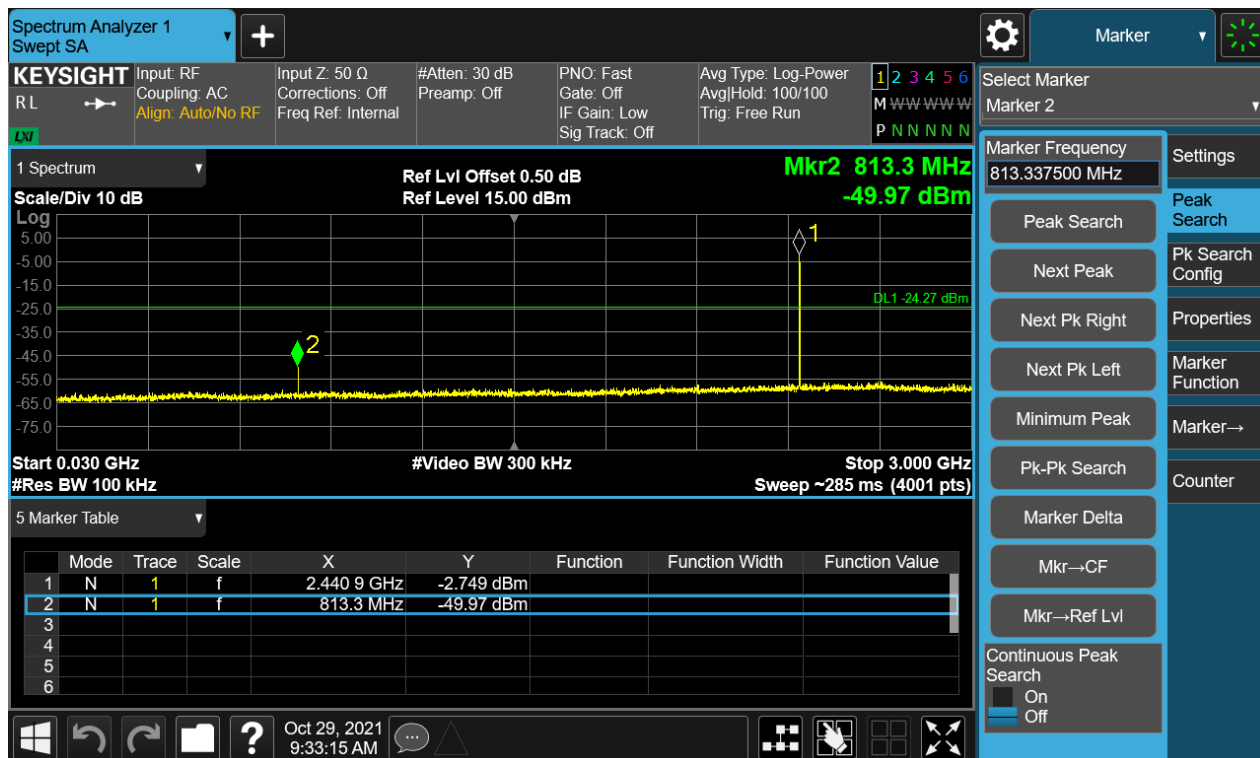 Spectrum Analyzer 1
Swept SA
Marker
KEYSIGHT
RL
LXI
Input: RF
Coupling: AC
Align: Auto/No RF
Input Z: 50 Ω
Corrections: Off
Freq Ref: Internal
#Atten: 30 dB
Preamp: Off
PNO: Fast
Gate: Off
IF Gain: Low
Sig Track: Off
Avg Type: Log-Power
Avg|Hold: 100/100
Trig: Free Run
1 2 3 4 5 6
M W W W W W
P N N N N N
Select Marker
Marker 2
1 Spectrum
Scale/Div 10 dB
Ref Lvl Offset 0.50 dB
Ref Level 15.00 dBm
Mkr2 813.3 MHz
-49.97 dBm
Log
5.00
-5.00
-15.0
-25.0
-35.0
-45.0
-55.0
-65.0
-75.0
1
DL1 -24.27 dBm
2
Start 0.030 GHz
#Video BW 300 kHz
Stop 3.000 GHz
#Res BW 100 kHz
Sweep ~285 ms (4001 pts)
5 Marker Table
Mode Trace Scale X Y Function Function Width Function Value
1 N 1 f 2.440 9 GHz -2.749 dBm
2 N 1 f 813.3 MHz -49.97 dBm
3
4
5
6
Marker Frequency
813.337500 MHz
Peak Search
Next Peak
Next Pk Right
Next Pk Left
Minimum Peak
Pk-Pk Search
Marker Delta
Mkr→CF
Mkr→Ref Lvl
Continuous Peak
Search
On
Off
Settings
Peak
Search
Pk Search
Config
Properties
Marker
Function
Marker→
Counter
?
Oct 29, 2021
9:33:15 AM